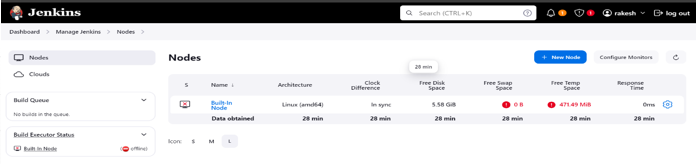 Jenkins
Search (CTRL+K)
1
1
rakesh
log out
Dashboard > Manage Jenkins > Nodes >
Nodes
Clouds
Build Queue
No builds in the queue.
Build Executor Status
Built-In Node (offline)
Nodes
+ New Node
Configure Monitors
28 min
S Name ↓ Architecture Clock Difference Free Disk Space Free Swap Space Free Temp Space Response Time
Built-In Node Linux (amd64) In sync 5.58 GiB 0 B 471.49 MiB 0ms
Data obtained 28 min 28 min 28 min 28 min 28 min 28 min
Icon: S M L